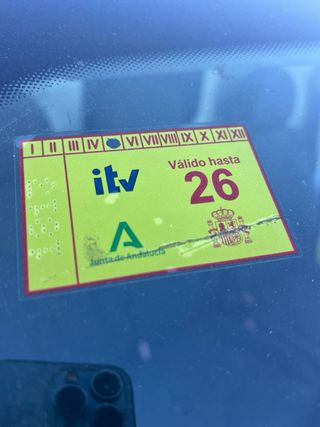 I II III IV VI VII VIII IX X XI XII
itv
Válido hasta
26
Junta de Andalucía